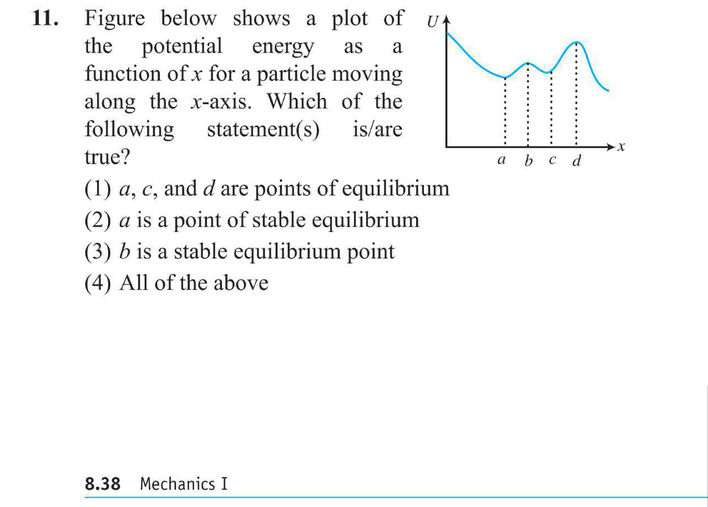 11. Figure below shows a plot of
the potential energy as a
function of x for a particle moving
along the x-axis. Which of the
following statement(s) is/are
true?
U
x
a b c d
(1) a, c, and d are points of equilibrium
(2) a is a point of stable equilibrium
(3) b is a stable equilibrium point
(4) All of the above
8.38 Mechanics I